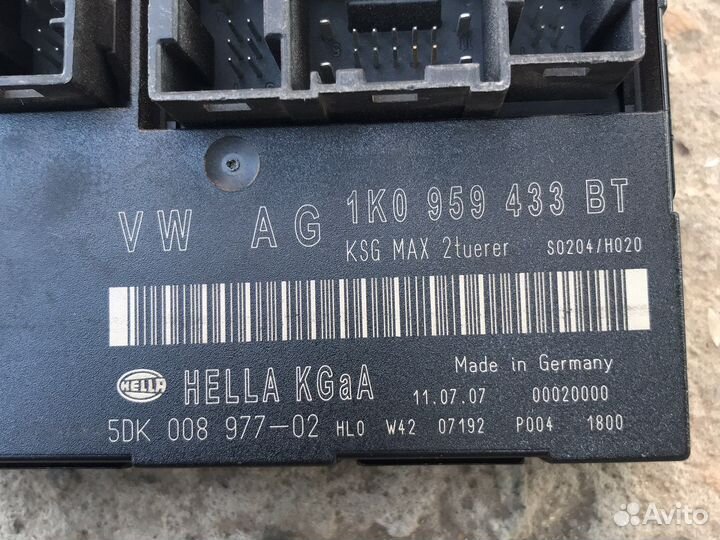 VW AG 1K0 959 433 BT
KSG MAX 2tuerer S0204/H020
Made in Germany
HELLA HELLA KGaA 11.07.07 00020000
5DK 008 977-02 HLO W42 07192 P004 1800
Avito